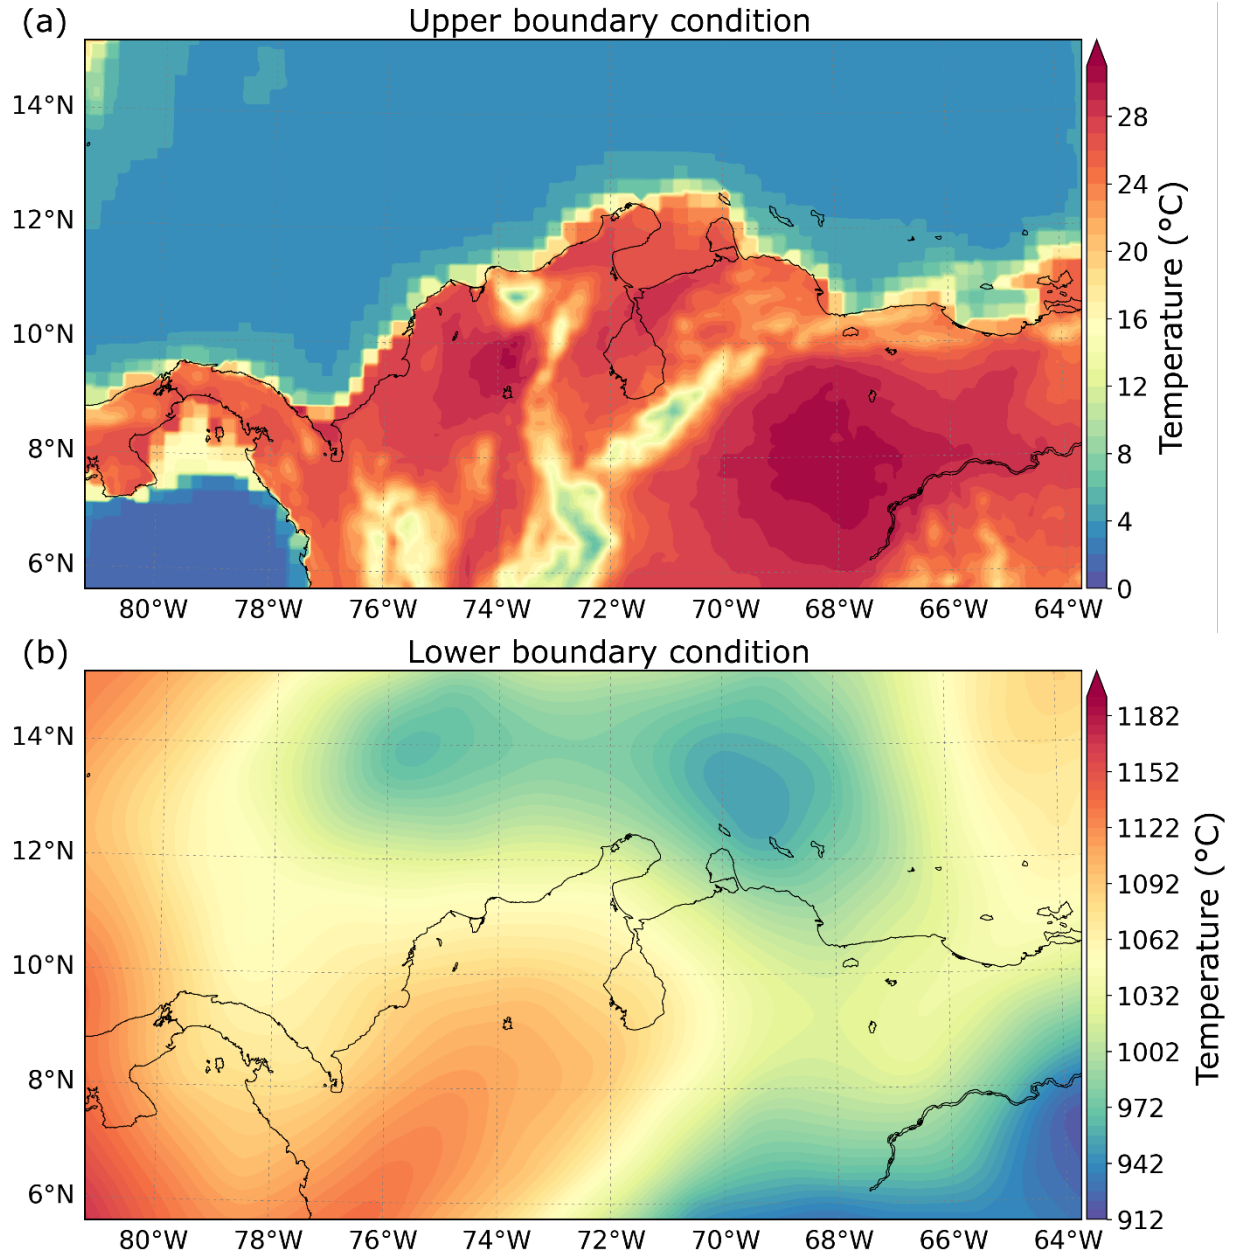 (a) Upper boundary condition
14°N
12°N
10°N
8°N
6°N
80°W 78°W 76°W 74°W 72°W 70°W 68°W 66°W 64°W
28
24
20
16
12
8
4
0
Temperature (°C)
(b) Lower boundary condition
14°N
12°N
10°N
8°N
6°N
80°W 78°W 76°W 74°W 72°W 70°W 68°W 66°W 64°W
1182
1152
1122
1092
1062
1032
1002
972
942
912
Temperature (°C)